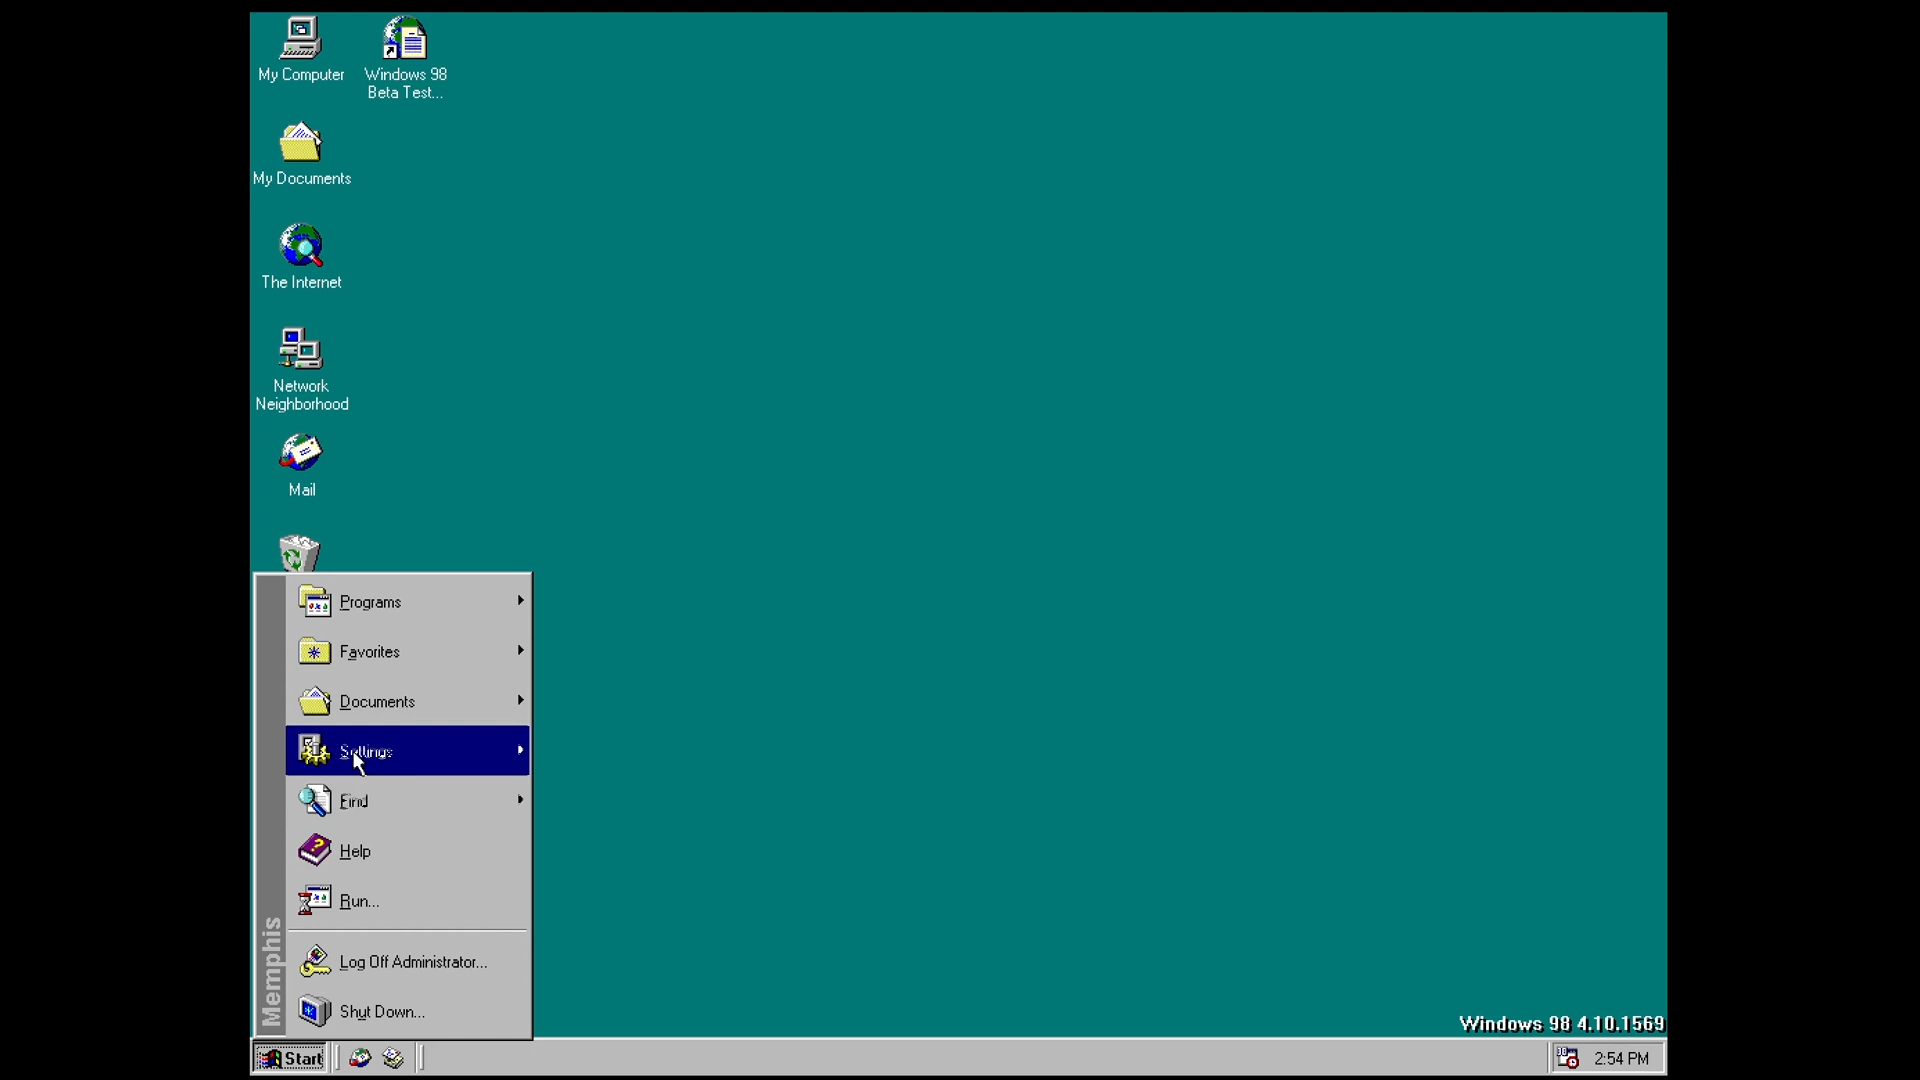 My Computer
Windows 98
Beta Test...
My Documents
The Internet
Network
Neighborhood
Mail
Programs
Favorites
Documents
Settings
Find
Help
Run...
Log Off Administrator...
Shut Down...
Memphis
Windows 98 4.10.1569
Start
2:54 PM